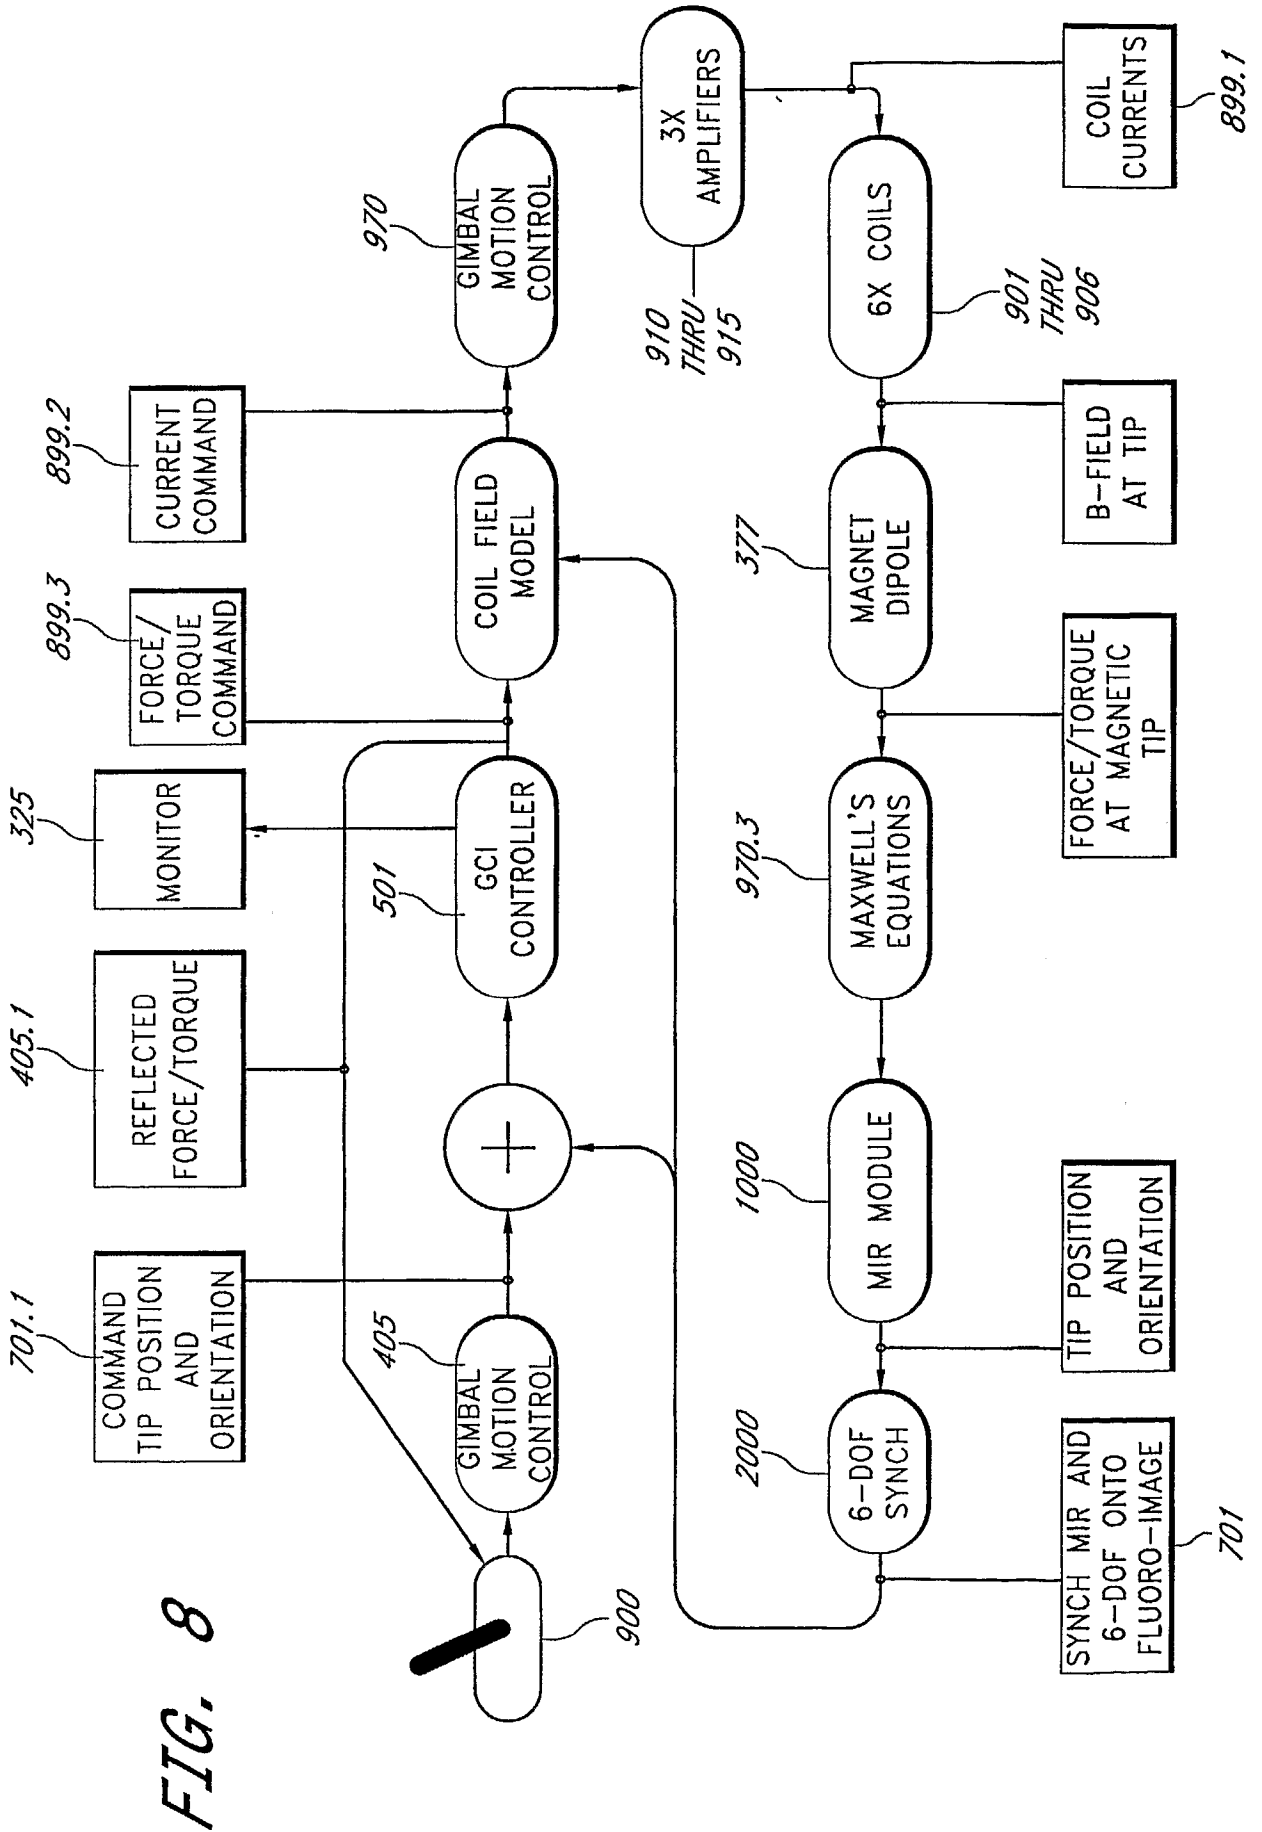 FIG. 8
701.1
COMMAND
TIP POSITION
AND
ORIENTATION
405.1
REFLECTED
FORCE/TORQUE
325
MONITOR
899.3
FORCE/
TORQUE
COMMAND
899.2
CURRENT
COMMAND
900
405
GIMBAL
MOTION
CONTROL
501
GCI
CONTROLLER
COIL FIELD
MODEL
970
GIMBAL
MOTION
CONTROL
910
THRU
915
3X
AMPLIFIERS
2000
6-DOF
SYNCH
1000
MIR MODULE
970.3
MAXWELL'S
EQUATIONS
377
MAGNET
DIPOLE
6X COILS
901
THRU
906
SYNCH MIR AND
6-DOF ONTO
FLUORO-IMAGE
701
TIP POSITION
AND
ORIENTATION
FORCE/TORQUE
AT MAGNETIC
TIP
B-FIELD
AT TIP
COIL
CURRENTS
899.1